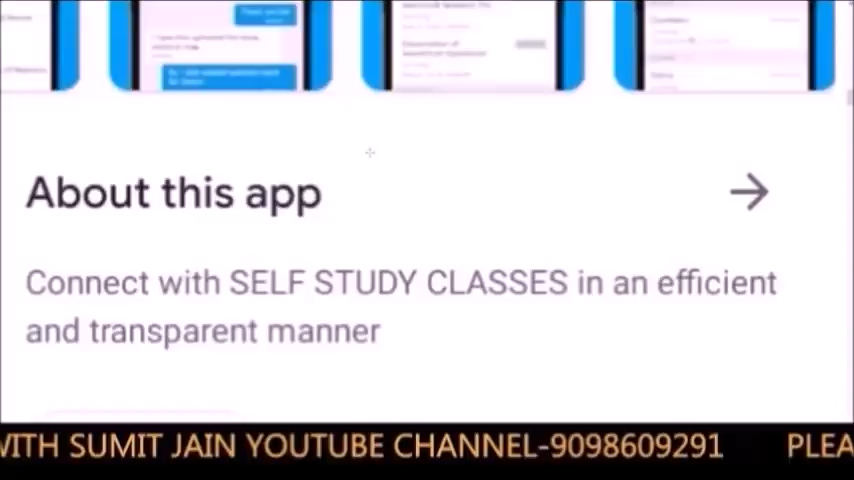 About this app
Connect with SELF STUDY CLASSES in an efficient
and transparent manner
WITH SUMIT JAIN YOUTUBE CHANNEL-9098609291 PLEA